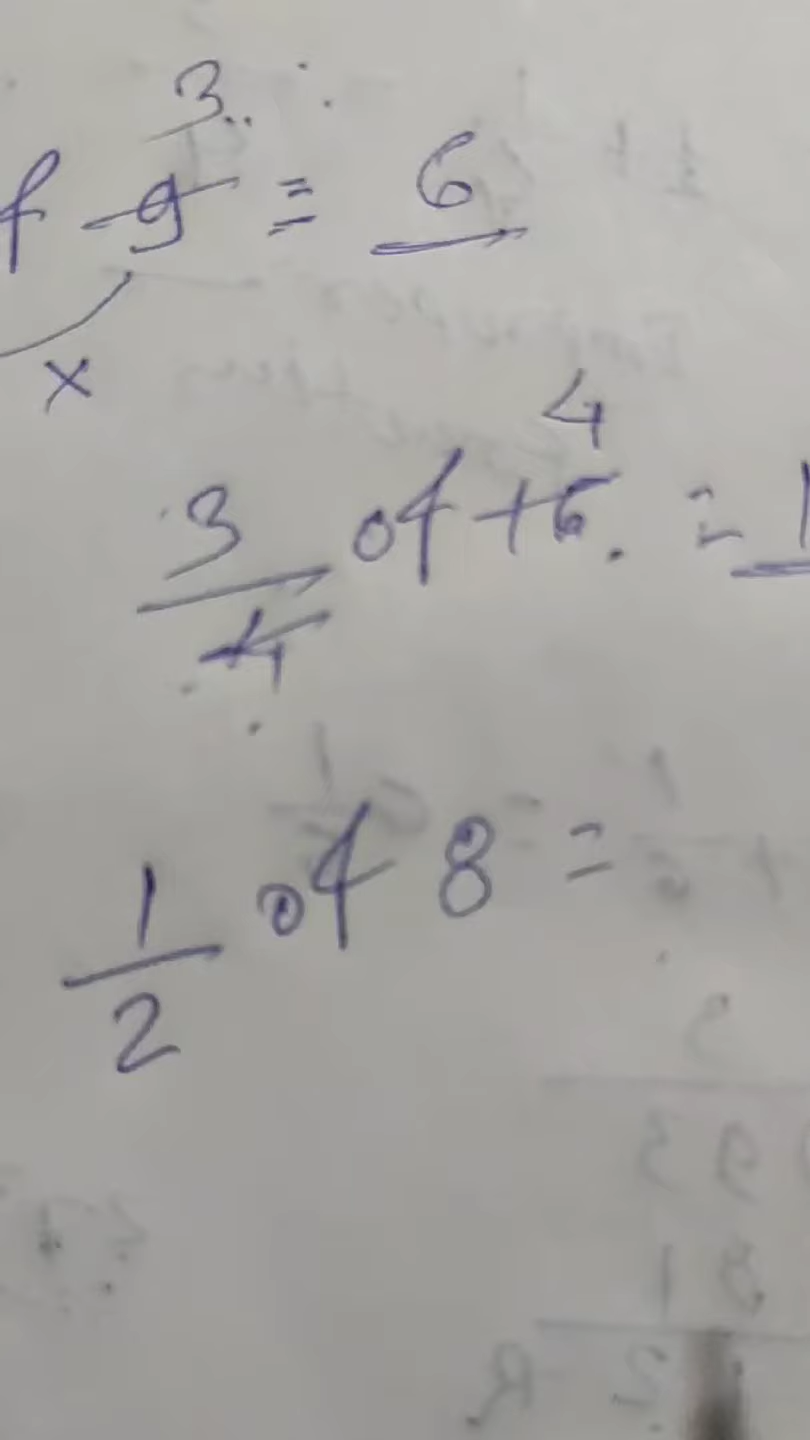 3
f 9 = 6
x
4
3/4 of 16 = 1
1/2 of 8 =